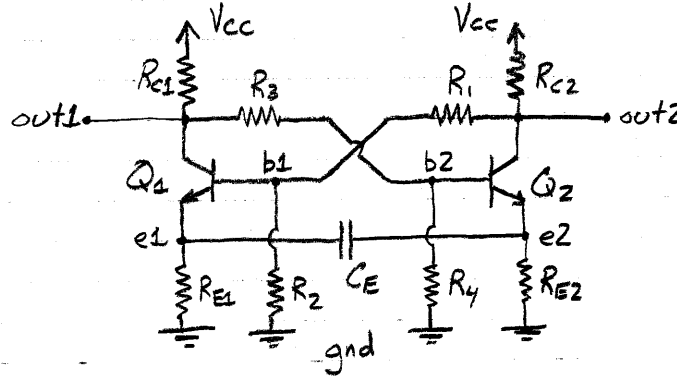 Vcc Vcc
RC1 R3 R1 RC2
out1 out2
Q1 b1 b2 Q2
e1 e2
RE1 R2 CE R4 RE2
gnd